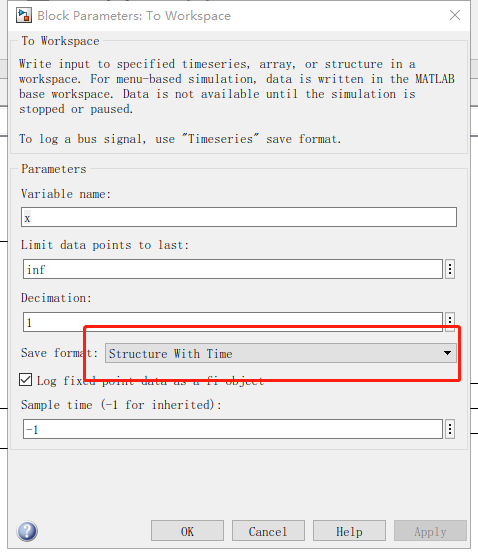 Block Parameters: To Workspace
To Workspace
Write input to specified timeseries, array, or structure in a
workspace. For menu-based simulation, data is written in the MATLAB
base workspace. Data is not available until the simulation is
stopped or paused.
To log a bus signal, use "Timeseries" save format.
Parameters
Variable name:
x
Limit data points to last:
inf
Decimation:
1
Save format: Structure With Time
Log fixed-point data as a fi object
Sample time (-1 for inherited):
-1
OK Cancel Help Apply